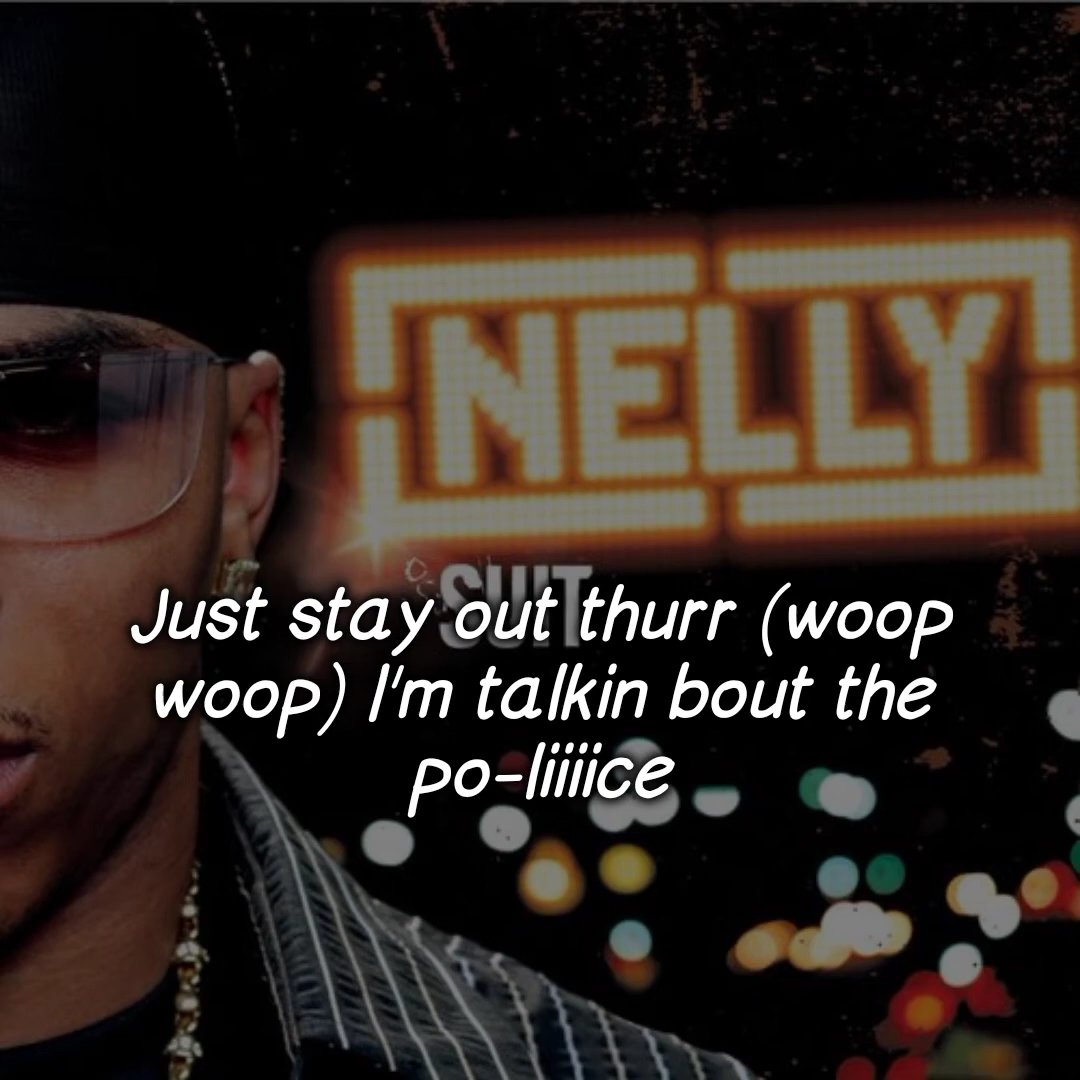 NELLY
SUIT
Just stay out thurr (woop
woop) I'm talkin bout the
po-liiiice